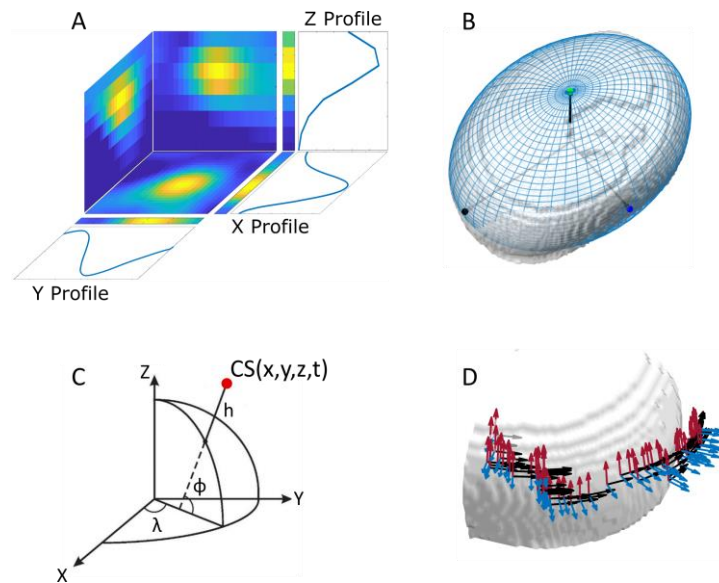 A
Z Profile
X Profile
Y Profile
B
C
Z
CS(x,y,z,t)
h
ϕ
Y
λ
X
D